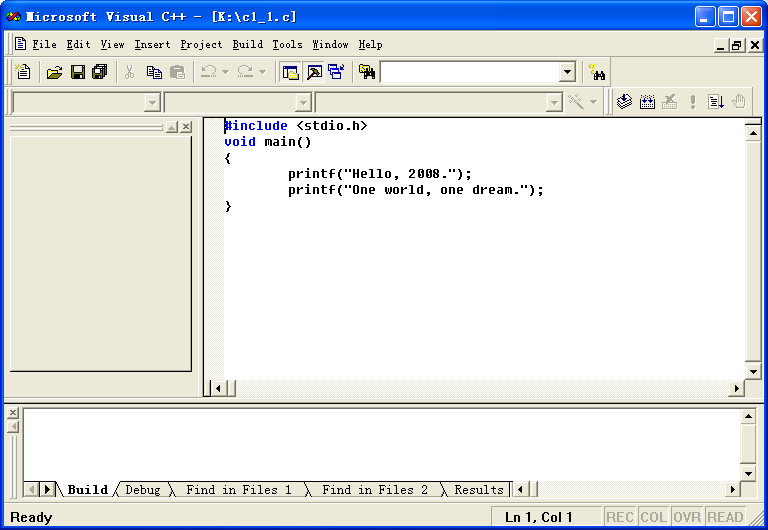 Microsoft Visual C++ - [K:\c1_1.c]
File Edit View Insert Project Build Tools Window Help
#include <stdio.h>
void main()
{
printf("Hello, 2008.");
printf("One world, one dream.");
}
Build Debug Find in Files 1 Find in Files 2 Results
Ready Ln 1, Col 1 REC COL OVR READ